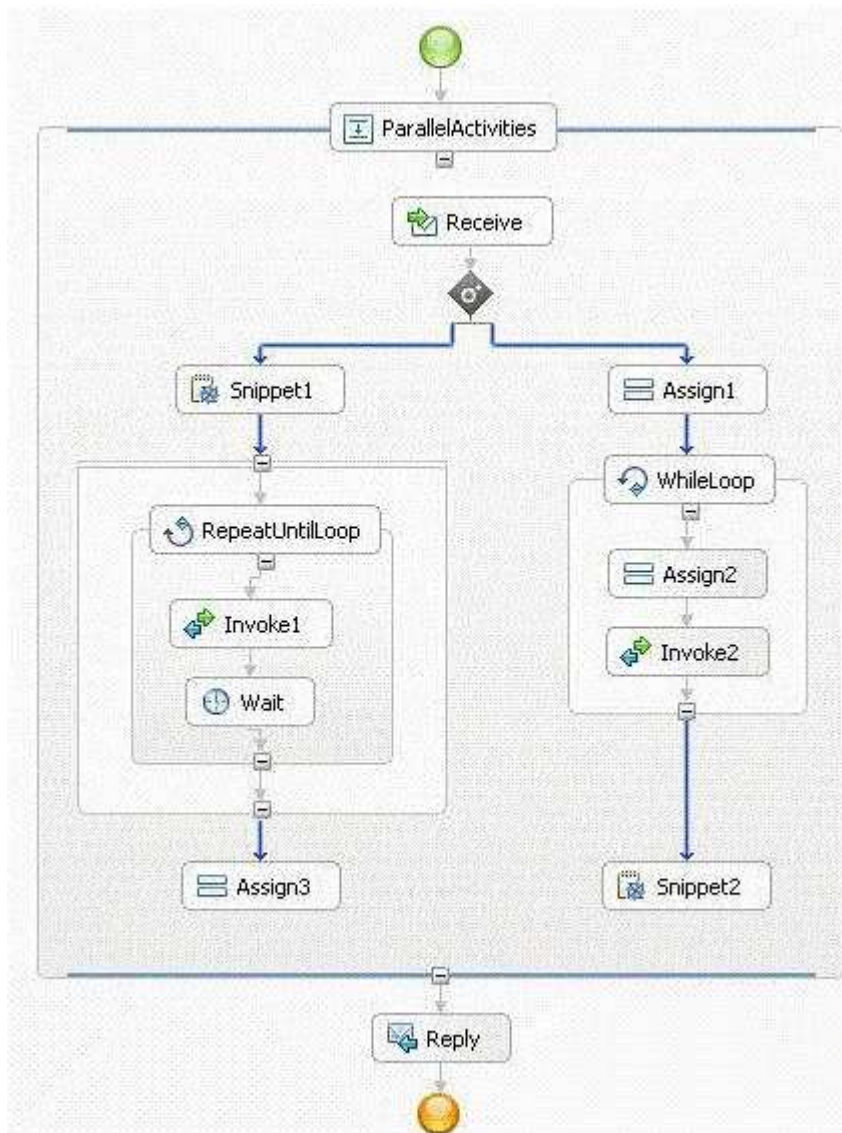 ParallelActivities
Receive
Snippet1
Assign1
WhileLoop
RepeatUntilLoop
Assign2
Invoke1
Invoke2
Wait
Assign3
Snippet2
Reply